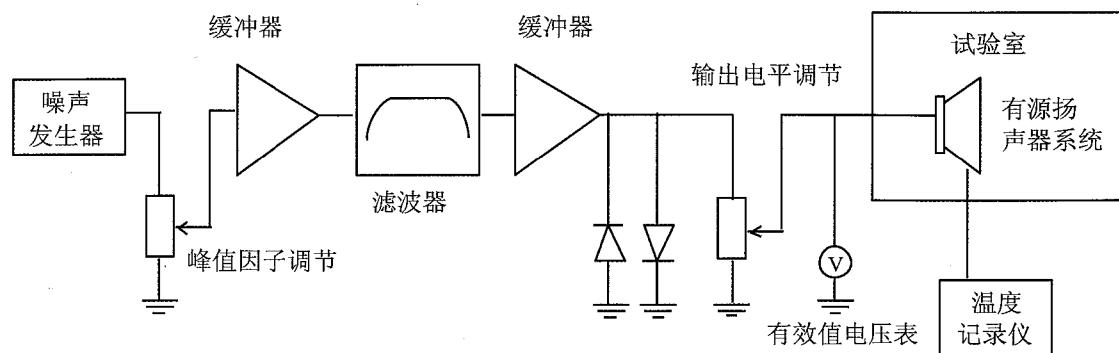 缓冲器
缓冲器
试验室
输出电平调节
噪声
发生器
有源扬
声器系统
滤波器
峰值因子调节
V
有效值电压表
温度
记录仪